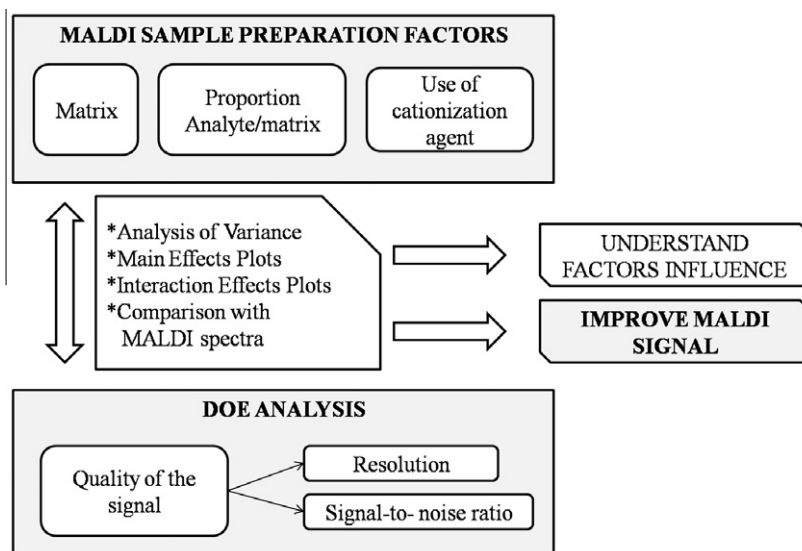 MALDI SAMPLE PREPARATION FACTORS
Matrix
Proportion
Analyte/matrix
Use of
cationization
agent
*Analysis of Variance
*Main Effects Plots
*Interaction Effects Plots
*Comparison with
MALDI spectra
UNDERSTAND
FACTORS INFLUENCE
IMPROVE MALDI
SIGNAL
DOE ANALYSIS
Quality of the
signal
Resolution
Signal-to- noise ratio